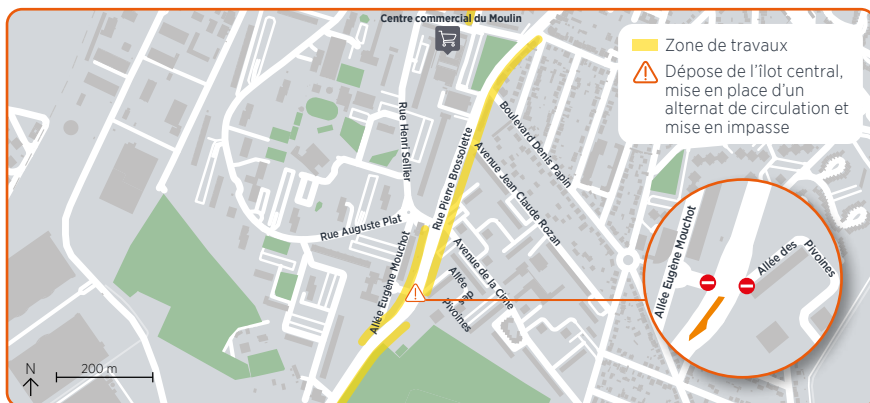 Centre commercial du Moulin
Zone de travaux
Dépose de l'îlot central,
mise en place d'un
alternat de circulation et
mise en impasse
Rue Henri Sellier
Rue Pierre Brossolette
Boulevard Denis Papin
Avenue Jean Claude Rozan
Rue Auguste Plat
Allée Eugène Mouchot
Avenue de la Cime
Allée
des
Pivoines
Allée Eugène Mouchot
Allée des
Pivoines
N
200 m